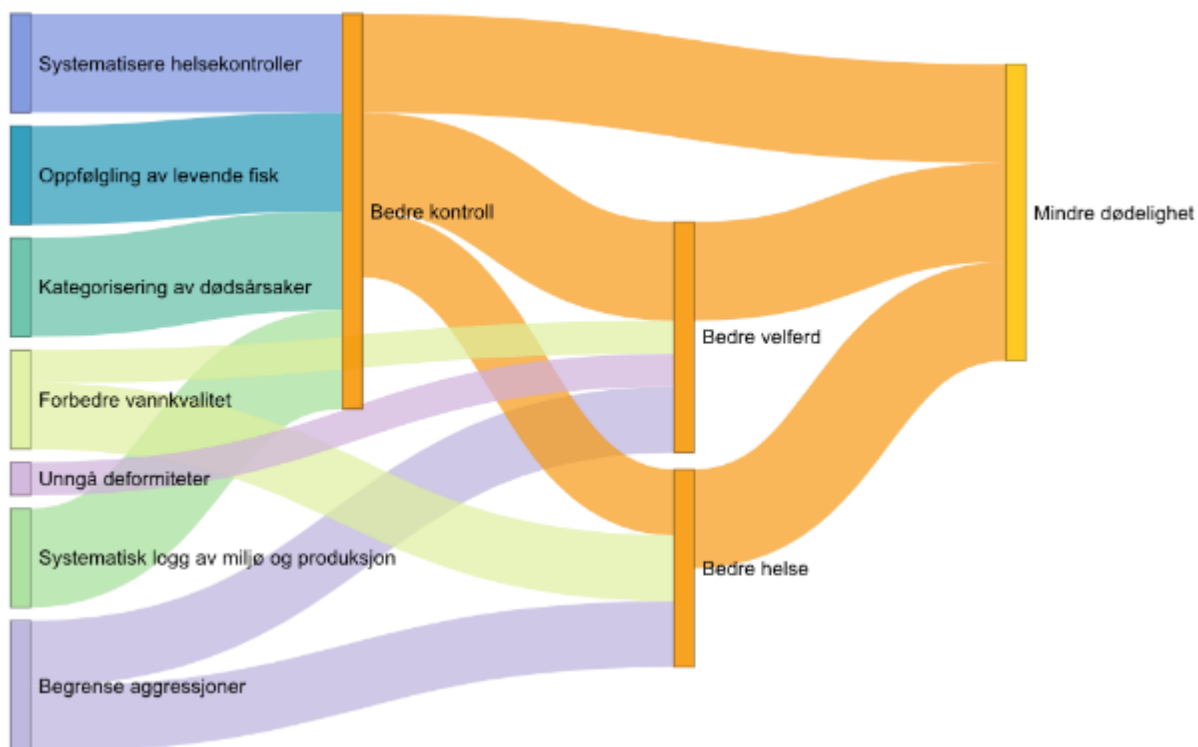 Systematisere helsekontroller
Oppfølgling av levende fisk
Bedre kontroll
Mindre dødelighet
Kategorisering av dødsårsaker
Bedre velferd
Forbedre vannkvalitet
Unngå deformiteter
Systematisk logg av miljø og produksjon
Bedre helse
Begrense aggressjoner